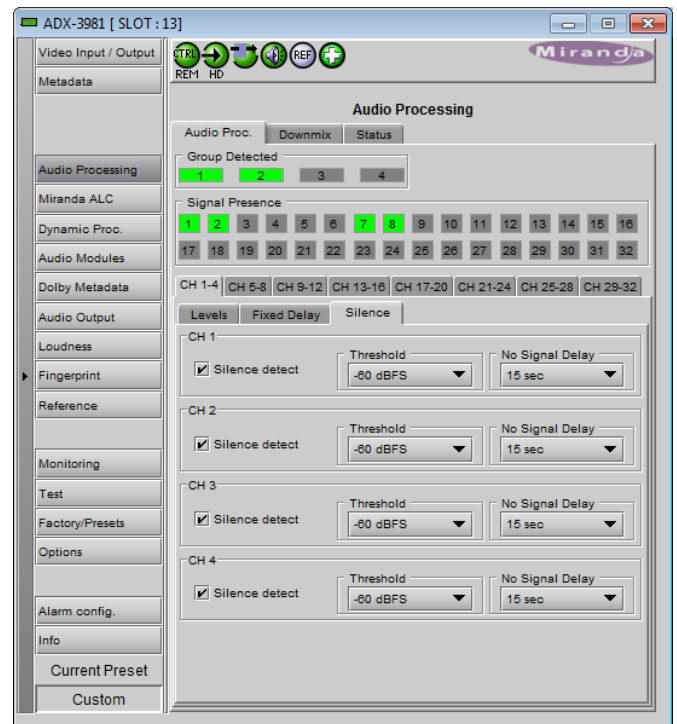 ADX-3981 [ SLOT : 13]
Video Input / Output
Metadata
Audio Processing
Miranda ALC
Dynamic Proc.
Audio Modules
Dolby Metadata
Audio Output
Loudness
Fingerprint
Reference
Monitoring
Test
Factory/Presets
Options
Alarm config.
Info
Current Preset
Custom
CTRL REF
REM HD
Miranda
Audio Processing
Audio Proc. Downmix Status
Group Detected
1 2 3 4
Signal Presence
1 2 3 4 5 6 7 8 9 10 11 12 13 14 15 16
17 18 19 20 21 22 23 24 25 26 27 28 29 30 31 32
CH 1-4 CH 5-8 CH 9-12 CH 13-16 CH 17-20 CH 21-24 CH 25-28 CH 29-32
Levels Fixed Delay Silence
CH 1
Threshold No Signal Delay
Silence detect -60 dBFS 15 sec
CH 2
Threshold No Signal Delay
Silence detect -60 dBFS 15 sec
CH 3
Threshold No Signal Delay
Silence detect -60 dBFS 15 sec
CH 4
Threshold No Signal Delay
Silence detect -60 dBFS 15 sec